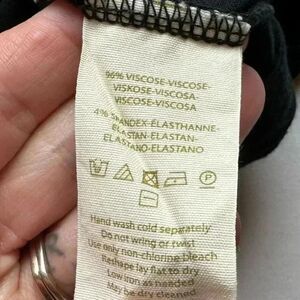 96% VISCOSE-VISCOSE-
VISKOSE-VISCOSA-
VISCOSA-VISCOSA
4% SPANDEX-ÉLASTHANNE-
ELASTAN-ELASTAN-
ELASTANO-ELASTANO
P
Hand wash cold separately
Do not wring or twist
Use only non-chlorine bleach
Reshape lay flat to dry
Low iron as needed
May be dry cleaned